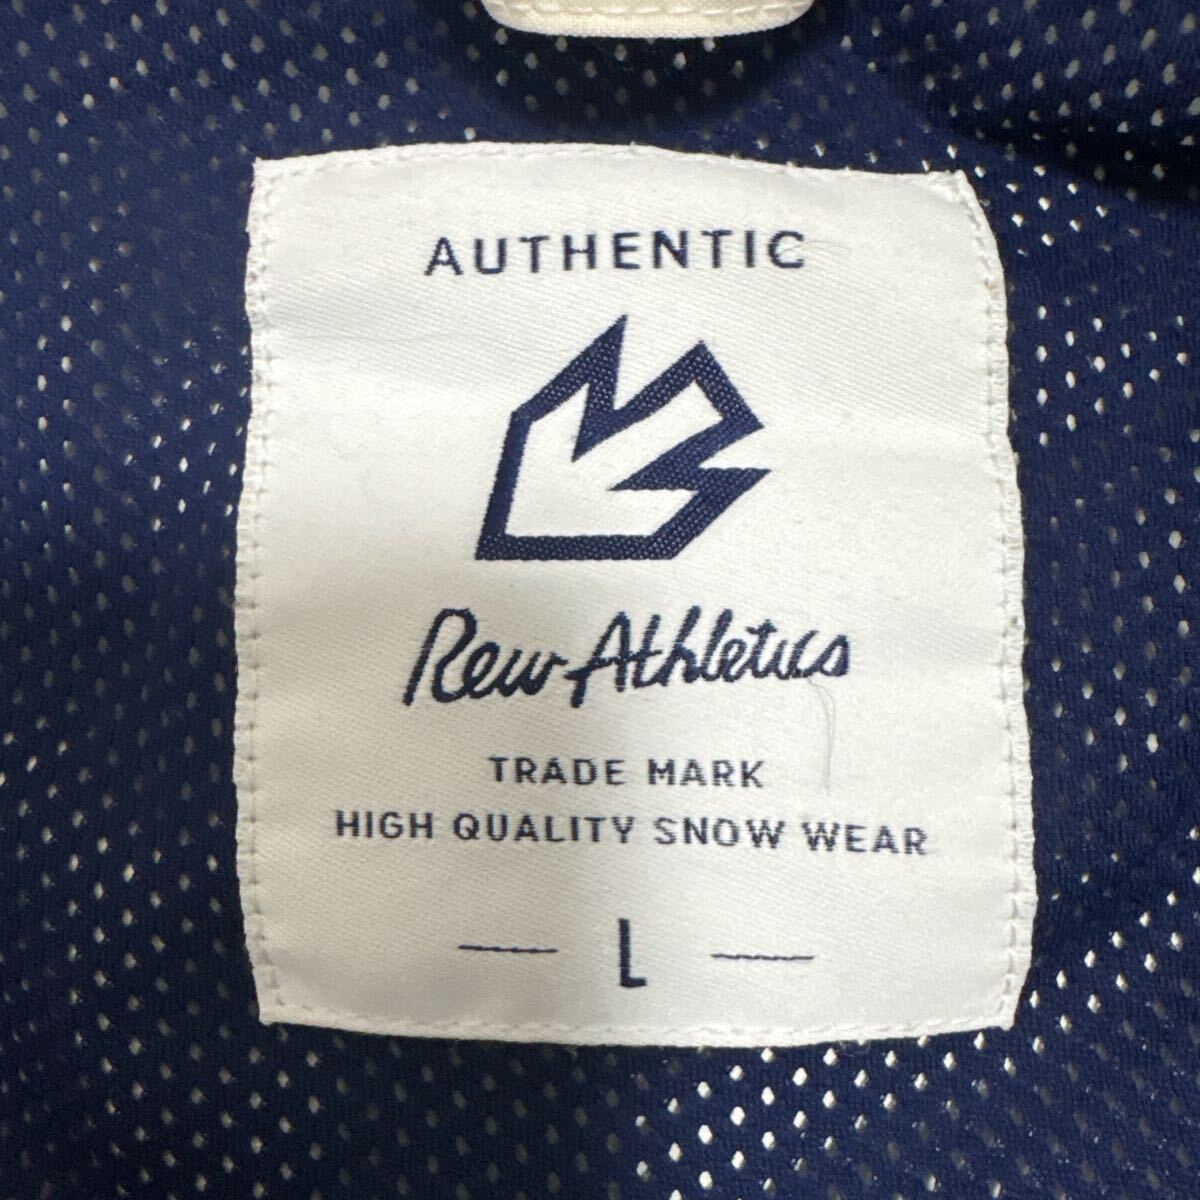 AUTHENTIC
Rew Athletics
TRADE MARK
HIGH QUALITY SNOW WEAR
— L —